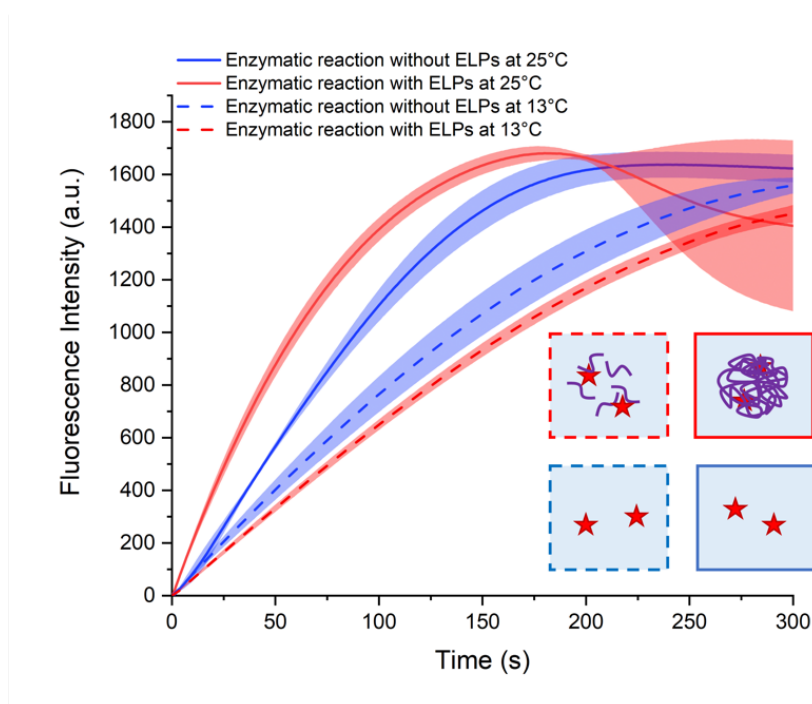 Enzymatic reaction without ELPs at 25°C
Enzymatic reaction with ELPs at 25°C
Enzymatic reaction without ELPs at 13°C
Enzymatic reaction with ELPs at 13°C
1800
1600
1400
1200
1000
800
600
400
200
0
Fluorescence Intensity (a.u.)
0 50 100 150 200 250 300
Time (s)